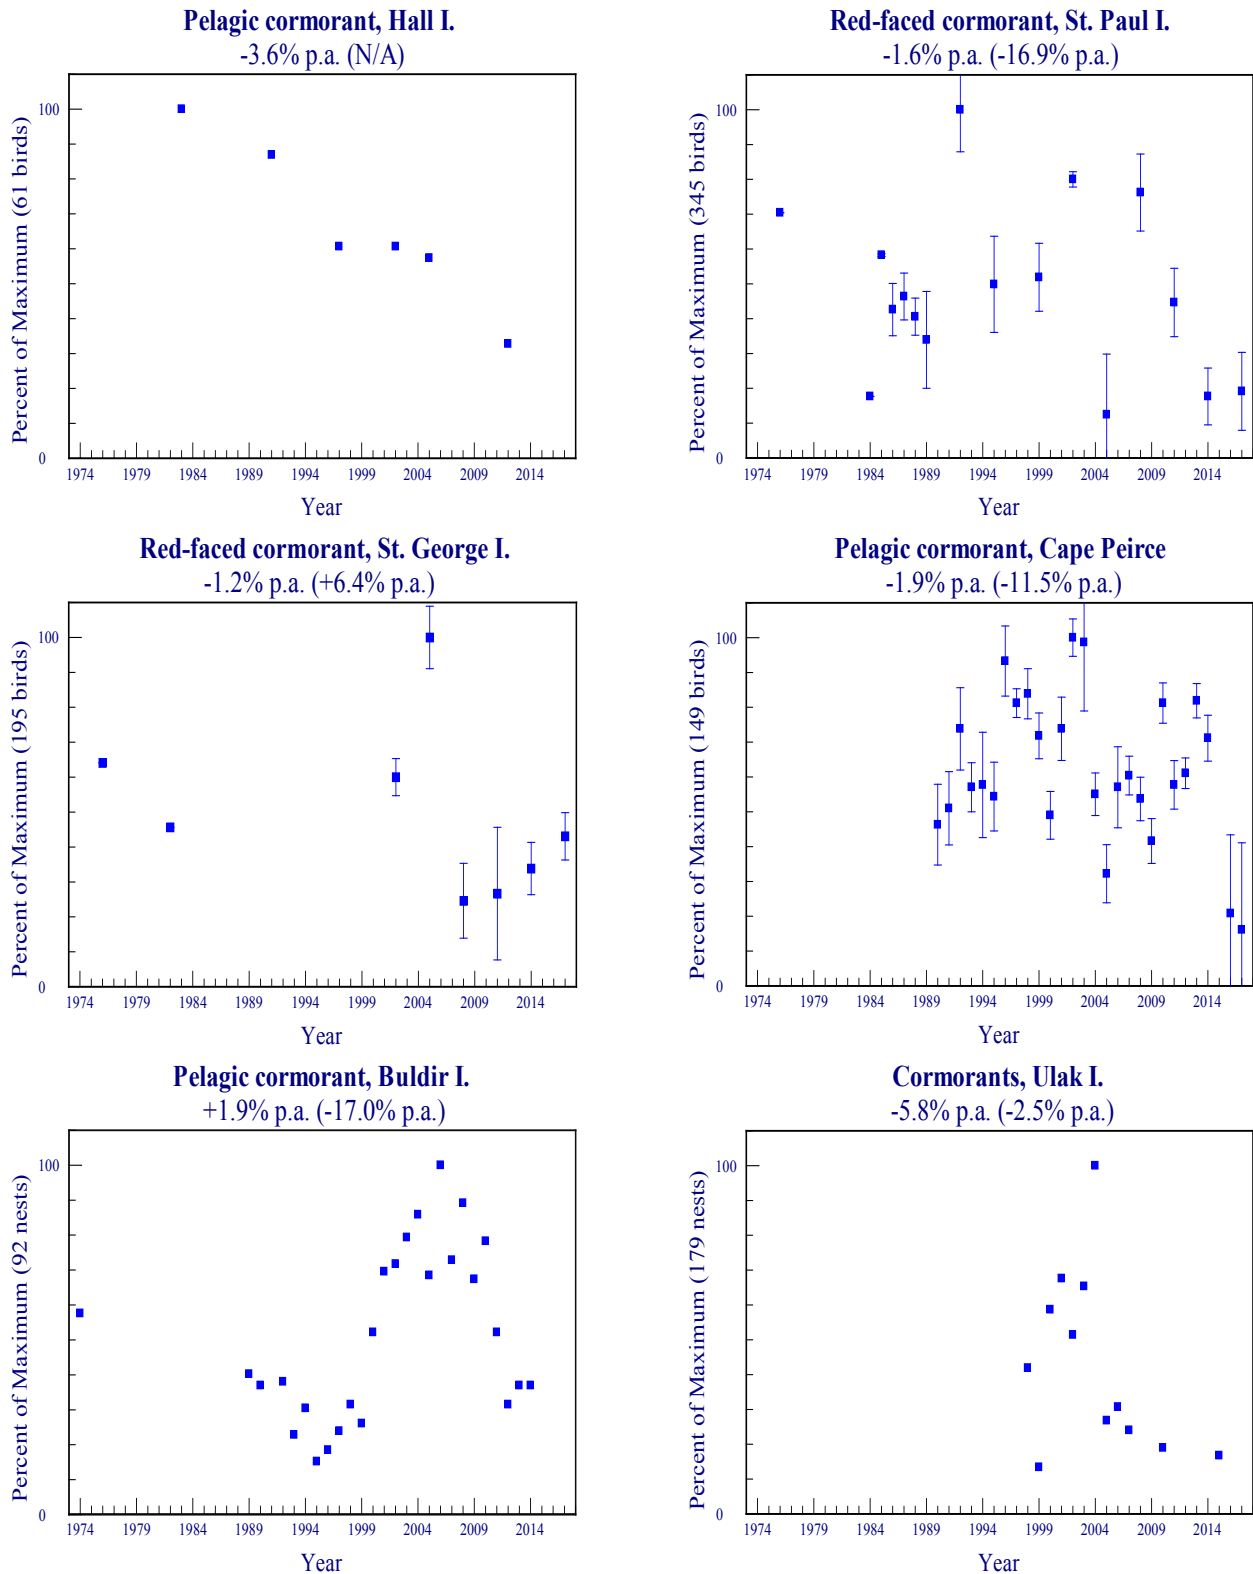 Pelagic cormorant, Hall I.
-3.6% p.a. (N/A)
Percent of Maximum (61 birds)
100
0
1974 1979 1984 1989 1994 1999 2004 2009 2014
Year
Red-faced cormorant, St. Paul I.
-1.6% p.a. (-16.9% p.a.)
Percent of Maximum (345 birds)
100
0
1974 1979 1984 1989 1994 1999 2004 2009 2014
Year
Red-faced cormorant, St. George I.
-1.2% p.a. (+6.4% p.a.)
Percent of Maximum (195 birds)
100
0
1974 1979 1984 1989 1994 1999 2004 2009 2014
Year
Pelagic cormorant, Cape Peirce
-1.9% p.a. (-11.5% p.a.)
Percent of Maximum (149 birds)
100
0
1974 1979 1984 1989 1994 1999 2004 2009 2014
Year
Pelagic cormorant, Buldir I.
+1.9% p.a. (-17.0% p.a.)
Percent of Maximum (92 nests)
100
0
1974 1979 1984 1989 1994 1999 2004 2009 2014
Year
Cormorants, Ulak I.
-5.8% p.a. (-2.5% p.a.)
Percent of Maximum (179 nests)
100
0
1974 1979 1984 1989 1994 1999 2004 2009 2014
Year